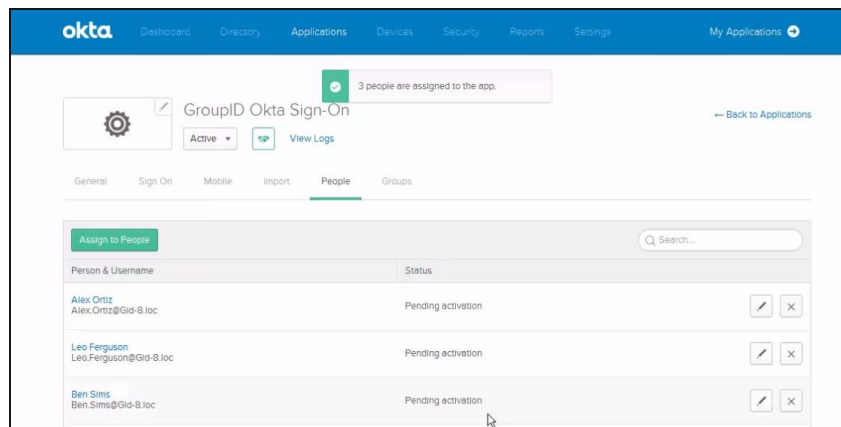 okta Dashboard Directory Applications Devices Security Reports Settings My Applications
3 people are assigned to the app.
GroupID Okta Sign-On
← Back to Applications
Active View Logs
General Sign On Mobile Import People Groups
Assign to People Search...
Person & Username Status
Alex Ortiz
Alex.Ortiz@Gid-8.loc Pending activation
Leo Ferguson
Leo.Ferguson@Gid-8.loc Pending activation
Ben Sims
Ben.Sims@Gid-8.loc Pending activation